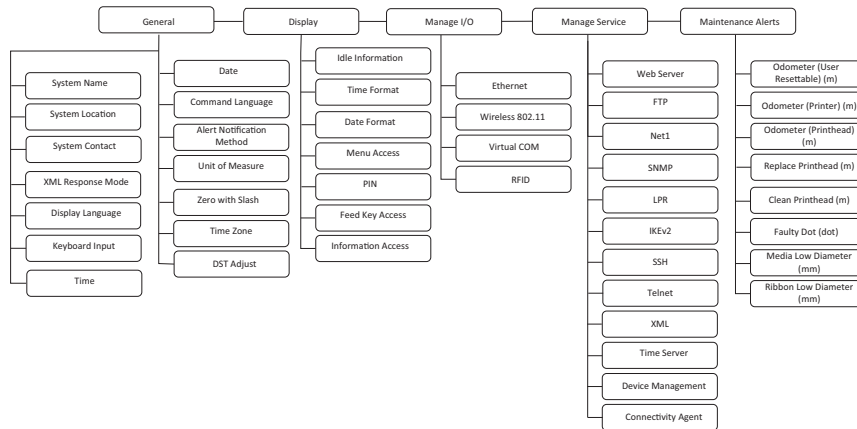 General
Display
Manage I/O
Manage Service
Maintenance Alerts
System Name
System Location
System Contact
XML Response Mode
Display Language
Keyboard Input
Time
Date
Command Language
Alert Notification
Method
Unit of Measure
Zero with Slash
Time Zone
DST Adjust
Idle Information
Time Format
Date Format
Menu Access
PIN
Feed Key Access
Information Access
Ethernet
Wireless 802.11
Virtual COM
RFID
Web Server
FTP
Net1
SNMP
LPR
IKEv2
SSH
Telnet
XML
Time Server
Device Management
Connectivity Agent
Odometer (User
Resettable) (m)
Odometer (Printer) (m)
Odometer (Printhead)
(m)
Replace Printhead (m)
Clean Printhead (m)
Faulty Dot (dot)
Media Low Diameter
(mm)
Ribbon Low Diameter
(mm)